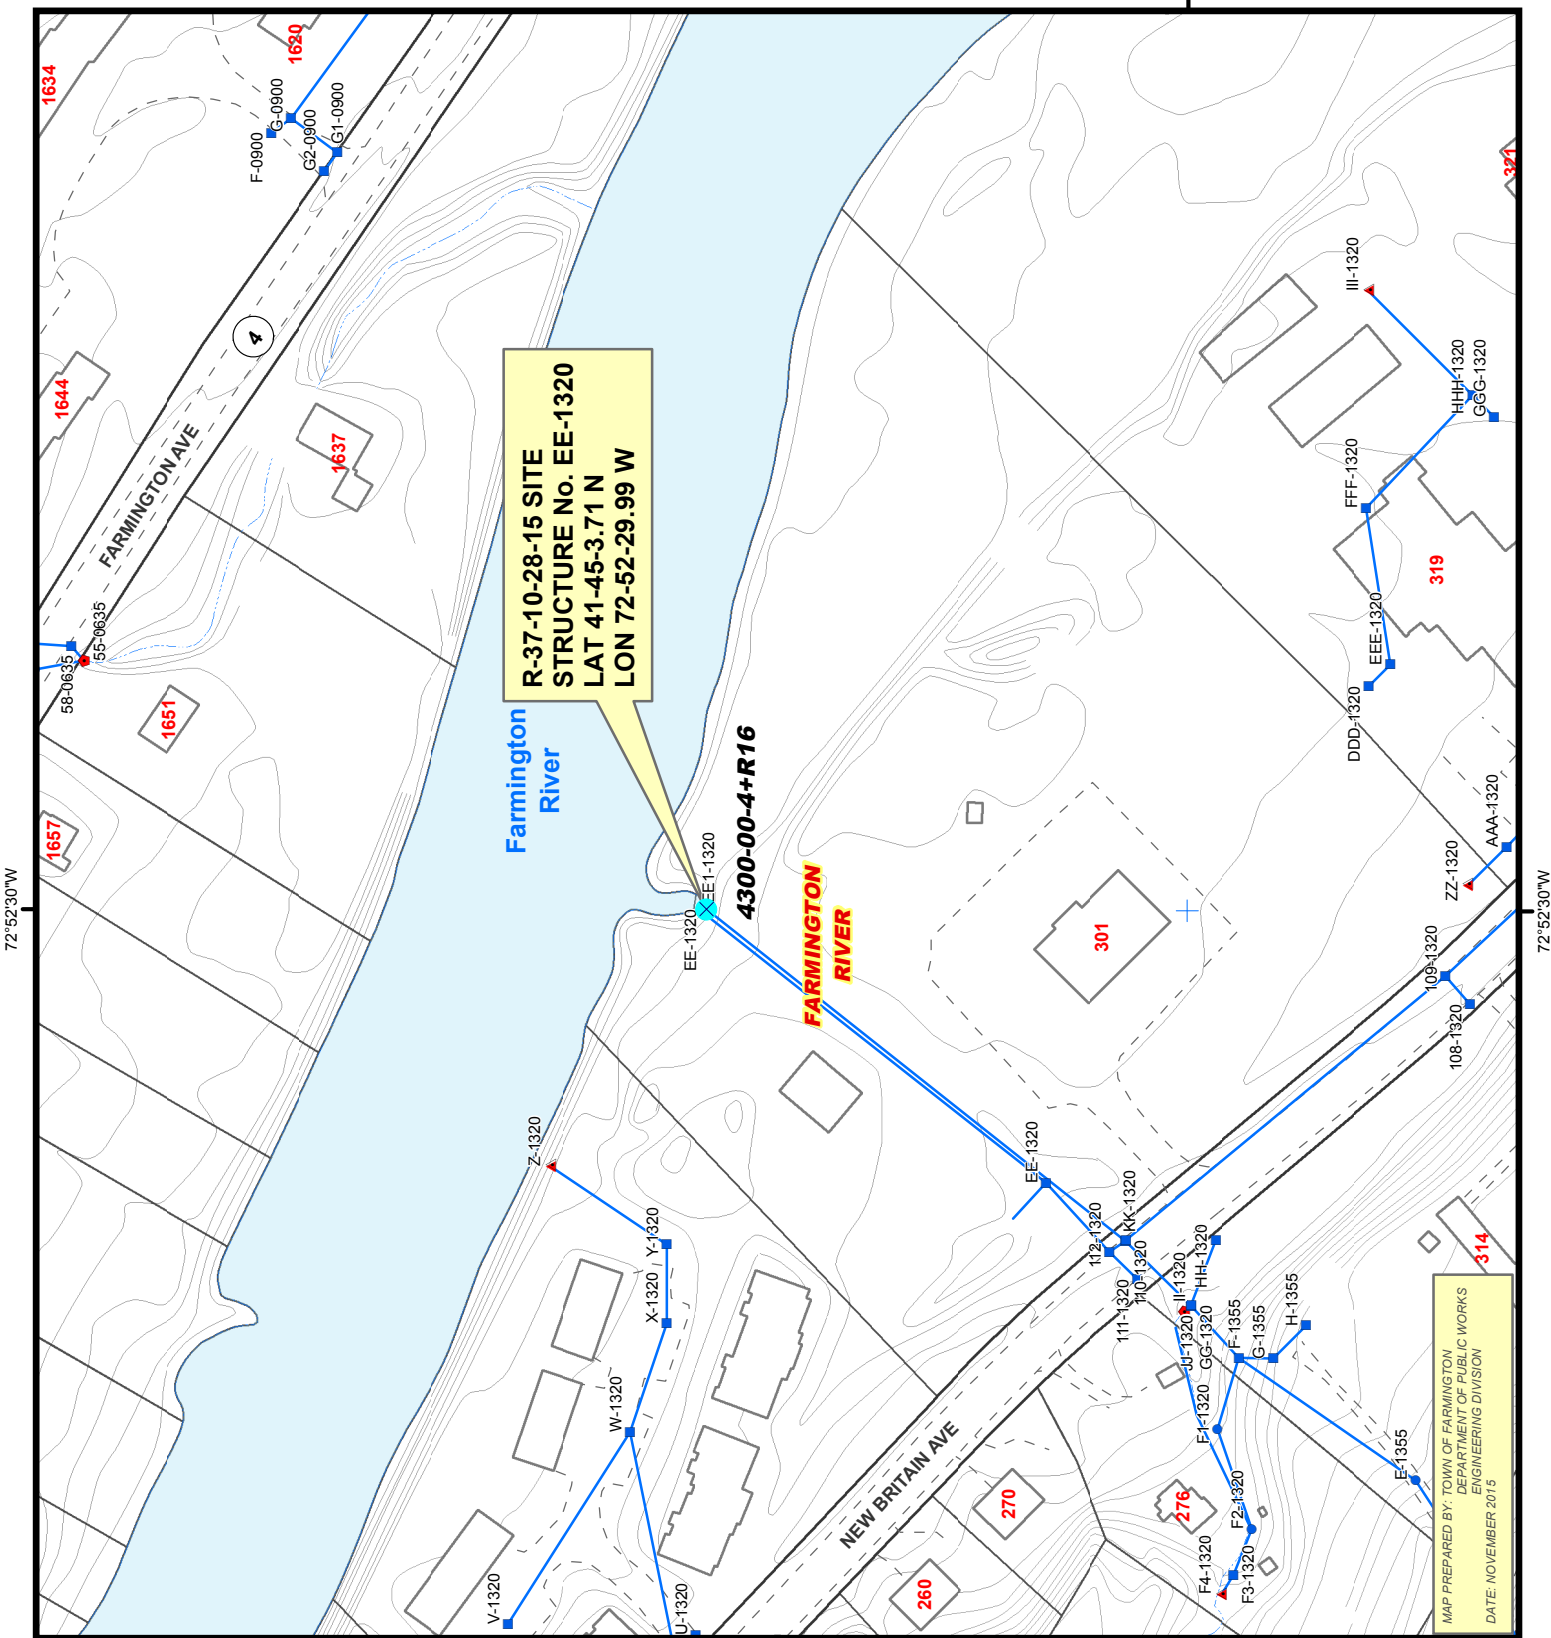 72°52'30"W
72°52'30"W
1634
1620
F-0900
G-0900
G2-0900
G1-0900
1644
4
FARMINGTON AVE
1637
58-0635
55-0635
1651
1657
R-37-10-28-15 SITE
STRUCTURE No. EE-1320
LAT 41-45-3.71 N
LON 72-52-29.99 W
Farmington
River
EE-1320
EE1-1320
4300-00-4+R16
FARMINGTON
RIVER
321
III-1320
HHH-1320
GGG-1320
FFF-1320
EEE-1320
DDD-1320
319
AAA-1320
ZZ-1320
301
109-1320
108-1320
Z-1320
Y-1320
X-1320
W-1320
V-1320
U-1320
EE-1320
KK-1320
112-1320
110-1320
111-1320
II-1320
HH-1320
JJ-1320
GG-1320
F-1355
G-1355
H-1355
E-1355
F1-1320
F2-1320
F3-1320
F4-1320
NEW BRITAIN AVE
270
276
260
314
MAP PREPARED BY: TOWN OF FARMINGTON
DEPARTMENT OF PUBLIC WORKS
ENGINEERING DIVISION
DATE: NOVEMBER 2015